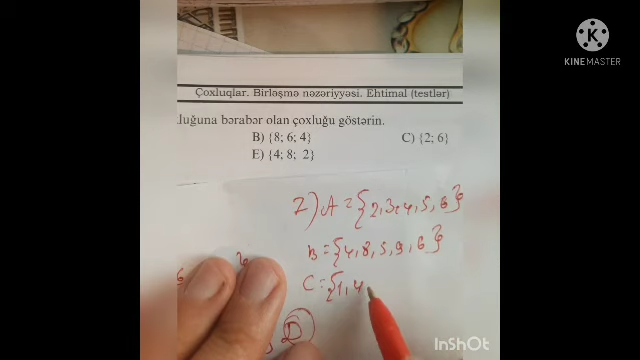 KINEMASTER
Çoxluqlar. Birləşmə nəzəriyyəsi. Ehtimal (testlər)
luğuna bərabər olan çoxluğu göstərin.
B) {8; 6; 4}
C) {2; 6}
E) {4; 8; 2}
2) A = {2, 3, 4, 5, 6}
B = {4, 8, 5, 9, 6}
C = {1, 4
D
InShOt